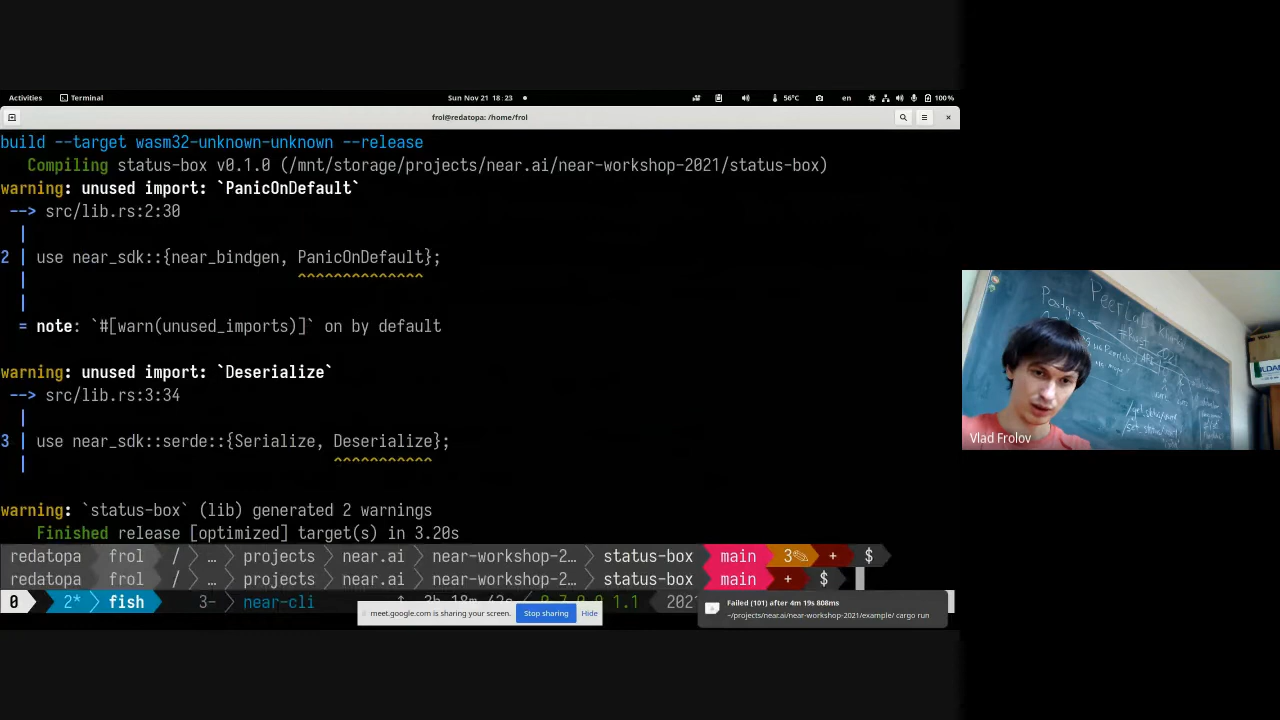 Activities Terminal Sun Nov 21 18:23 56°C en 100%
frol@redatopa: /home/frol
build --target wasm32-unknown-unknown --release
Compiling status-box v0.1.0 (/mnt/storage/projects/near.ai/near-workshop-2021/status-box)
warning: unused import: `PanicOnDefault`
--> src/lib.rs:2:30
|
2 | use near_sdk::{near_bindgen, PanicOnDefault};
| ^^^^^^^^^^^^^^
|
= note: `#[warn(unused_imports)]` on by default
warning: unused import: `Deserialize`
--> src/lib.rs:3:34
|
3 | use near_sdk::serde::{Serialize, Deserialize};
| ^^^^^^^^^^^
warning: `status-box` (lib) generated 2 warnings
Finished release [optimized] target(s) in 3.20s
redatopa frol / … projects near.ai near-workshop-2… status-box main 3✎ + $
redatopa frol / … projects near.ai near-workshop-2… status-box main + $
0 2* fish 3- near-cli
meet.google.com is sharing your screen. Stop sharing Hide
Failed (101) after 4m 19s 808ms
~/projects/near.ai/near-workshop-2021/example/ cargo run
Postgres
PeerLab
Vlad Frolov